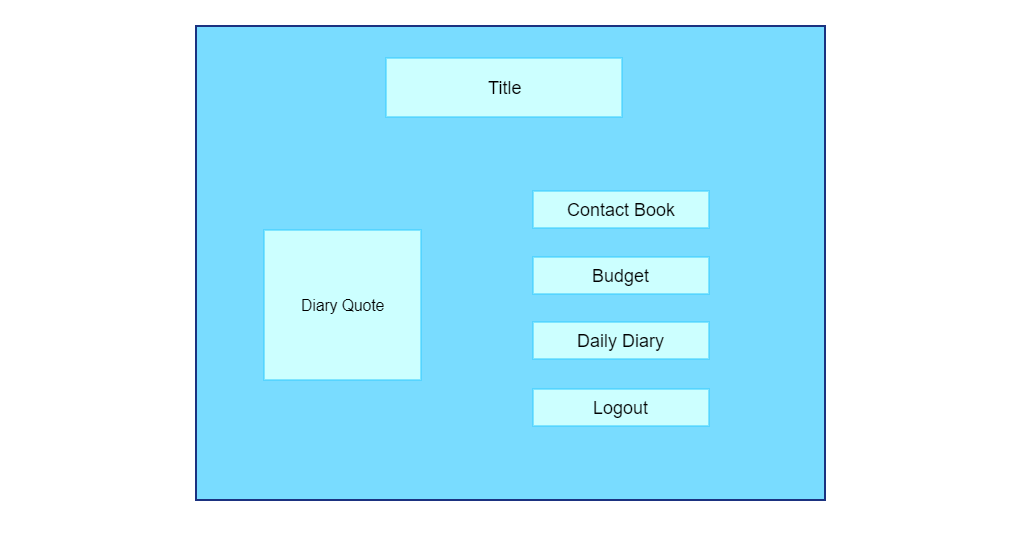 Title
Contact Book
Budget
Diary Quote
Daily Diary
Logout